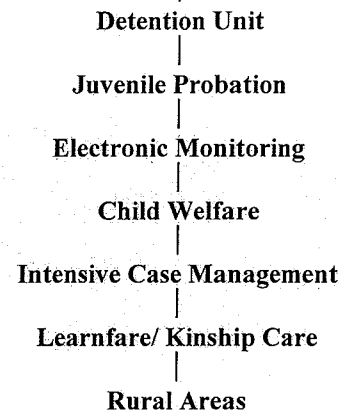 Detention Unit
Juvenile Probation
Electronic Monitoring
Child Welfare
Intensive Case Management
Learnfare/ Kinship Care
Rural Areas